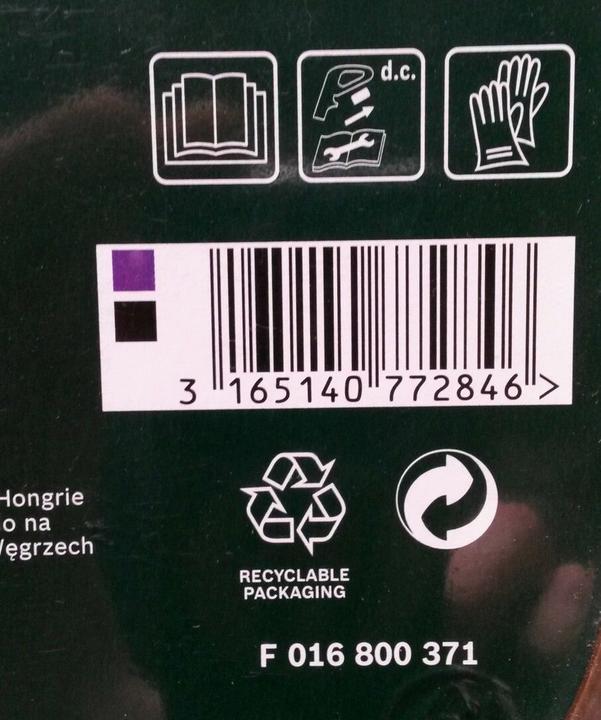 d.c.
3 165140 772846 >
Hongrie
o na
Węgrzech
RECYCLABLE
PACKAGING
F 016 800 371